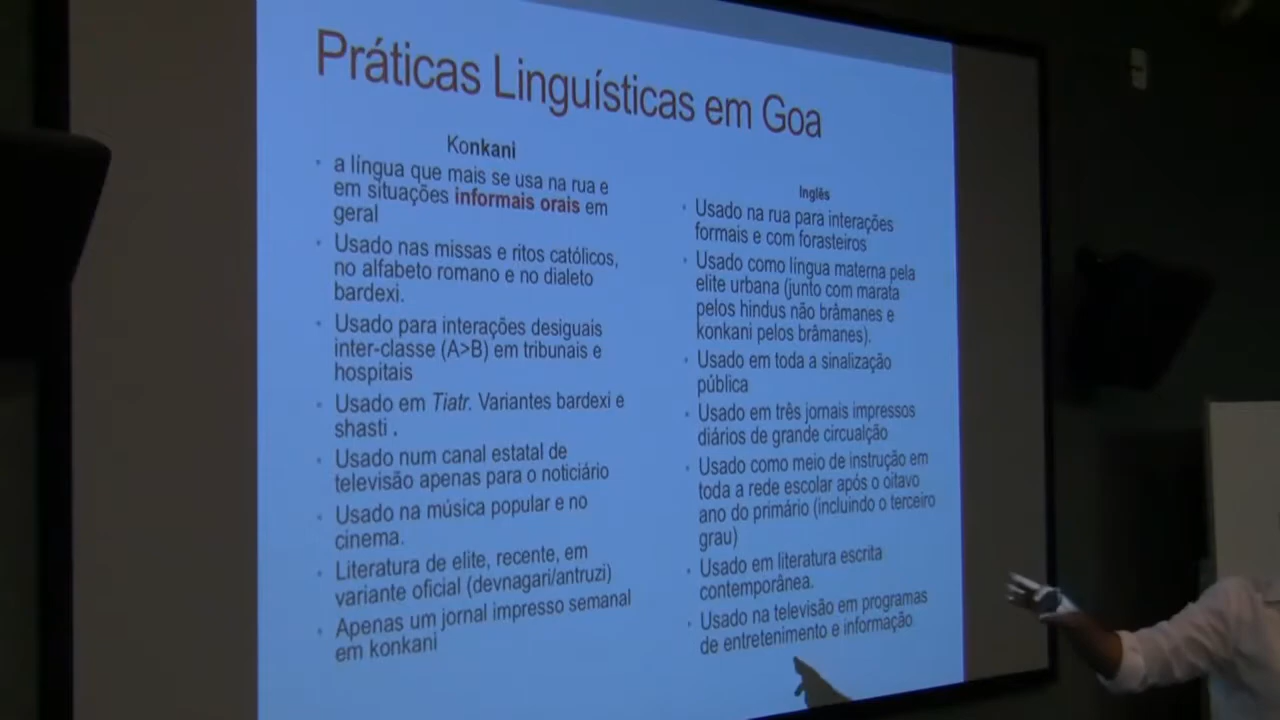 Práticas Linguísticas em Goa
Konkani
• a língua que mais se usa na rua e
em situações informais orais em
geral
• Usado nas missas e ritos católicos,
no alfabeto romano e no dialeto
bardexi.
• Usado para interações desiguais
inter-classe (A>B) em tribunais e
hospitais
• Usado em Tiatr. Variantes bardexi e
shasti .
• Usado num canal estatal de
televisão apenas para o noticiário
• Usado na música popular e no
cinema.
• Literatura de elite, recente, em
variante oficial (devnagari/antruzi)
• Apenas um jornal impresso semanal
em konkani
Inglês
• Usado na rua para interações
formais e com forasteiros
• Usado como língua materna pela
elite urbana (junto com marata
pelos hindus não brâmanes e
konkani pelos brâmanes).
• Usado em toda a sinalização
pública
• Usado em três jornais impressos
diários de grande circualção
• Usado como meio de instrução em
toda a rede escolar após o oitavo
ano do primário (incluindo o terceiro
grau)
• Usado em literatura escrita
contemporânea.
• Usado na televisão em programas
de entretenimento e informação